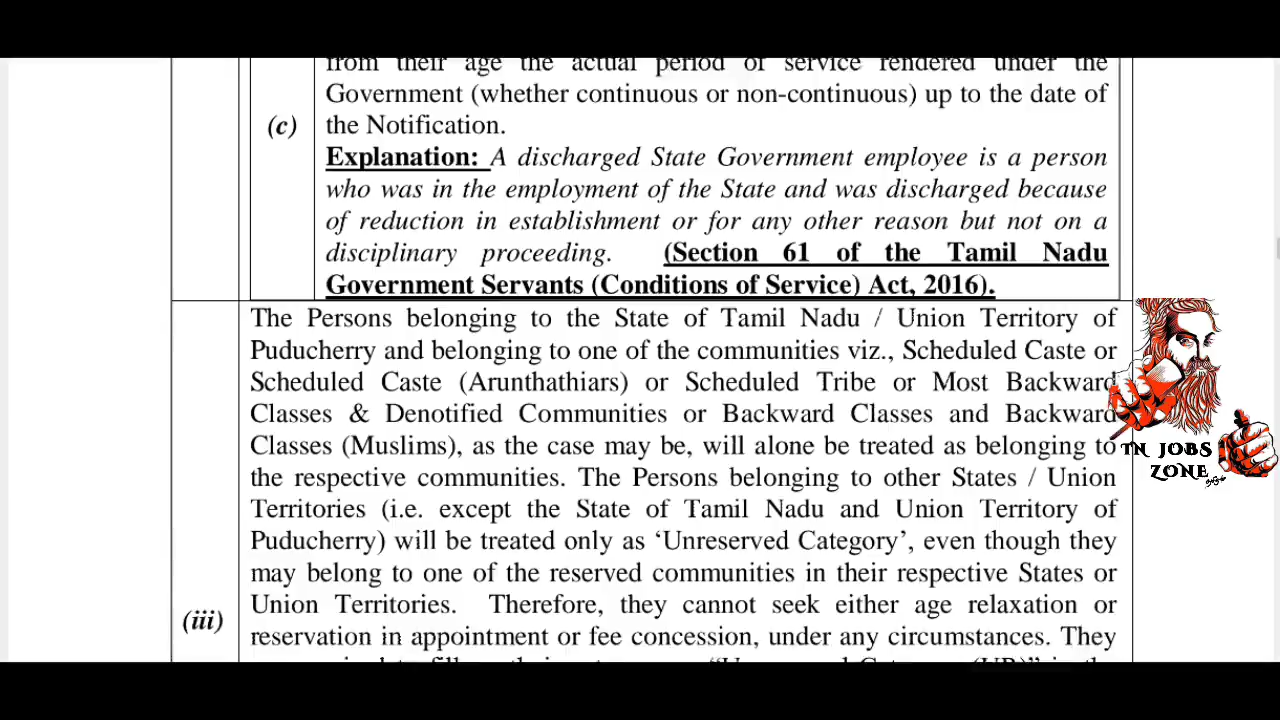 from their age the actual period of service rendered under the
Government (whether continuous or non-continuous) up to the date of
(c) the Notification.
Explanation: A discharged State Government employee is a person
who was in the employment of the State and was discharged because
of reduction in establishment or for any other reason but not on a
disciplinary proceeding. (Section 61 of the Tamil Nadu
Government Servants (Conditions of Service) Act, 2016).
The Persons belonging to the State of Tamil Nadu / Union Territory of
Puducherry and belonging to one of the communities viz., Scheduled Caste or
Scheduled Caste (Arunthathiars) or Scheduled Tribe or Most Backward
Classes & Denotified Communities or Backward Classes and Backward
Classes (Muslims), as the case may be, will alone be treated as belonging to
the respective communities. The Persons belonging to other States / Union
Territories (i.e. except the State of Tamil Nadu and Union Territory of
Puducherry) will be treated only as ‘Unreserved Category’, even though they
may belong to one of the reserved communities in their respective States or
Union Territories. Therefore, they cannot seek either age relaxation or
(iii)
reservation in appointment or fee concession, under any circumstances. They
TN JOBS
ZONE